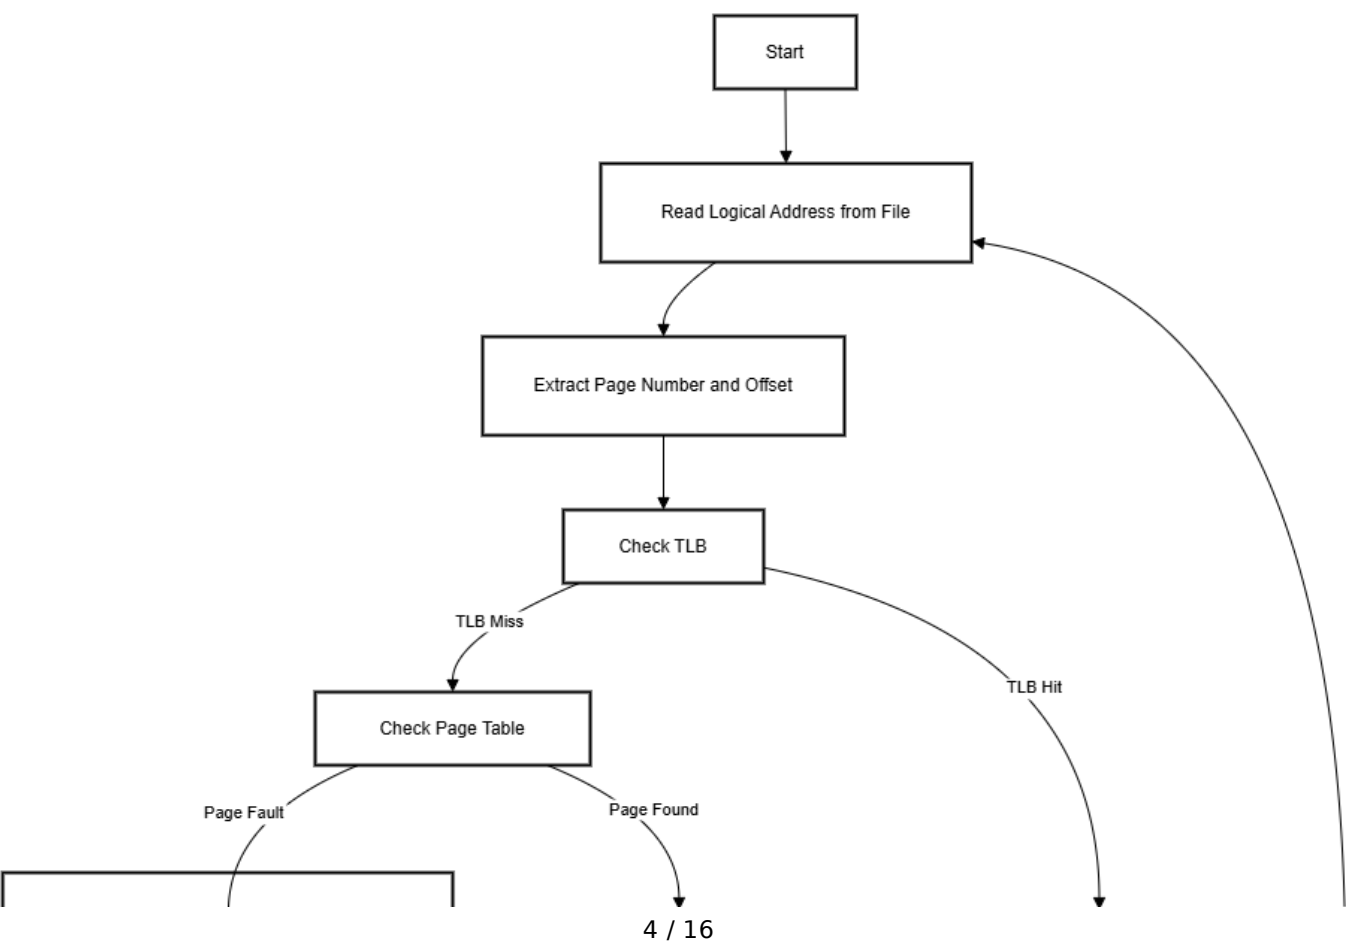 Start
Read Logical Address from File
Extract Page Number and Offset
Check TLB
TLB Miss
TLB Hit
Check Page Table
Page Fault
Page Found
4 / 16